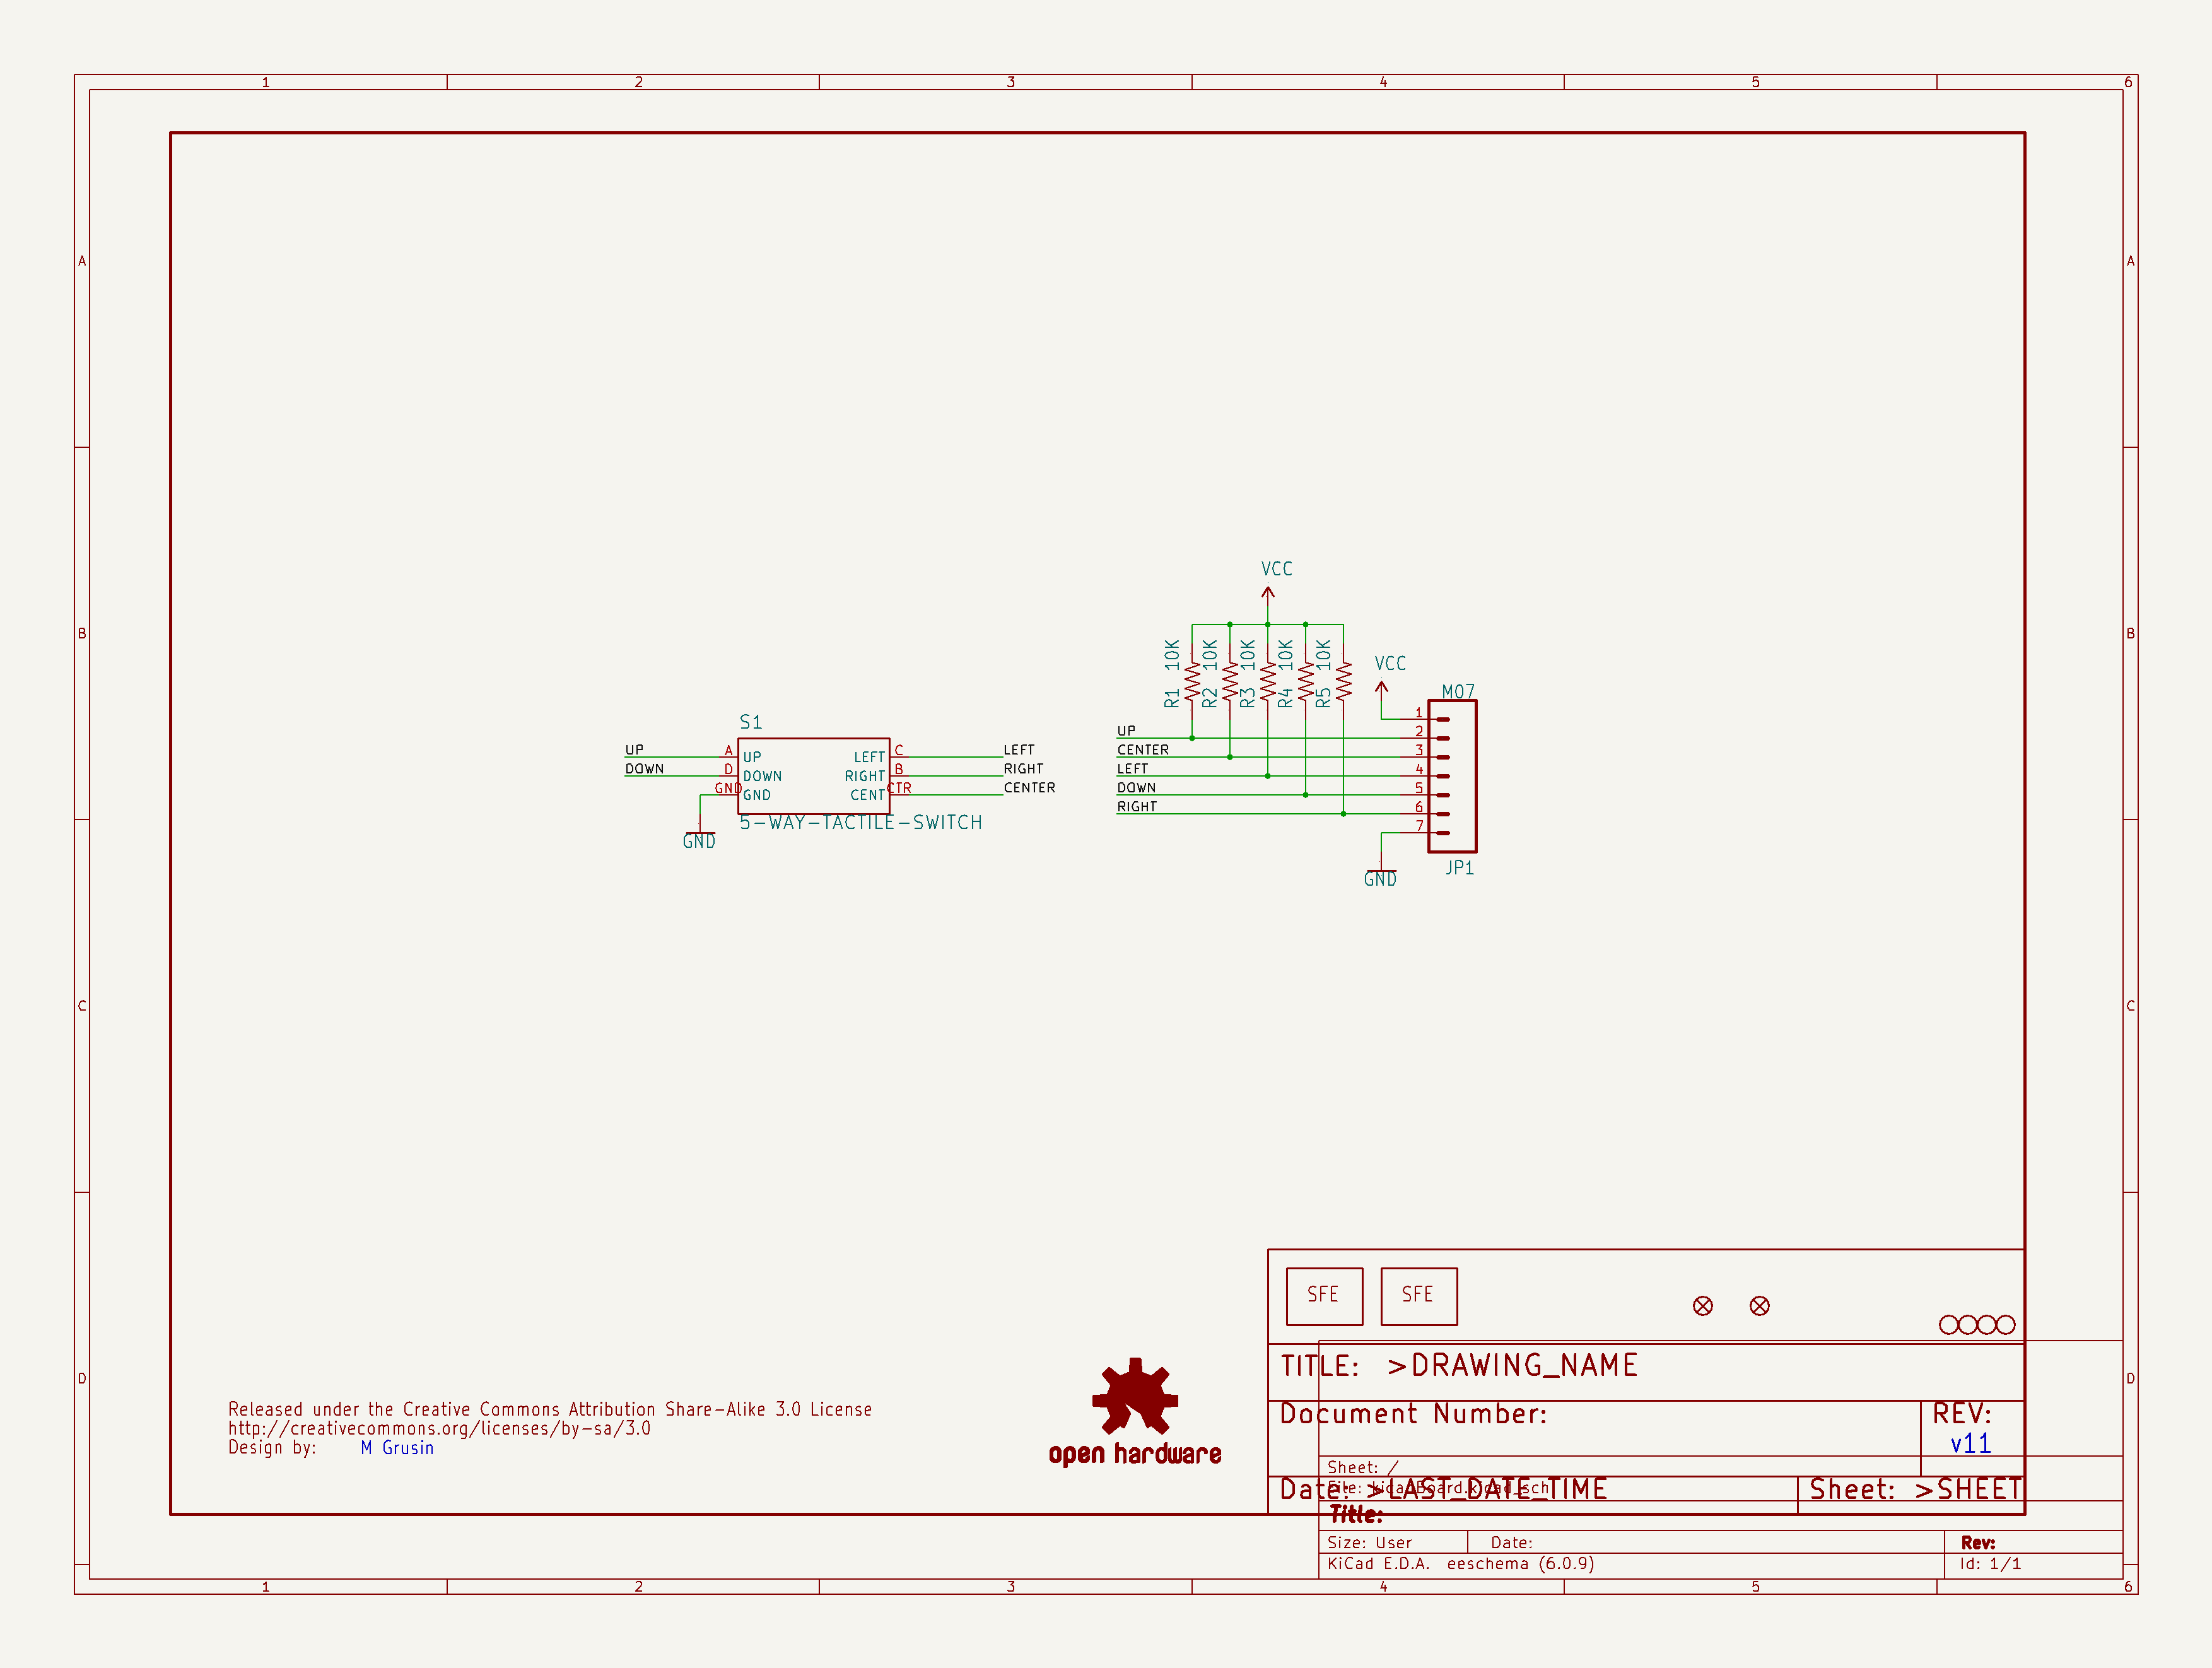 1 2 3 4 5 6
A A
VCC
B B
R1 10K R2 10K R3 10K R4 10K R5 10K
VCC
M07
1
2
3
4
5
6
7
JP1
GND
UP
CENTER
LEFT
DOWN
RIGHT
S1
UP A UP LEFT C LEFT
DOWN D DOWN RIGHT B RIGHT
GND GND CENT CTR CENTER
5-WAY-TACTILE-SWITCH
GND
C C
SFE SFE
TITLE: >DRAWING_NAME
D D
Document Number:
REV:
v11
Released under the Creative Commons Attribution Share-Alike 3.0 License
http://creativecommons.org/licenses/by-sa/3.0
Design by: M Grusin
open hardware
Sheet: /
File: kicadBoard.kicad_sch
Date: >LAST_DATE_TIME
Sheet: >SHEET
Title:
Size: User Date: Rev:
KiCad E.D.A. eeschema (6.0.9) Id: 1/1
1 2 3 4 5 6